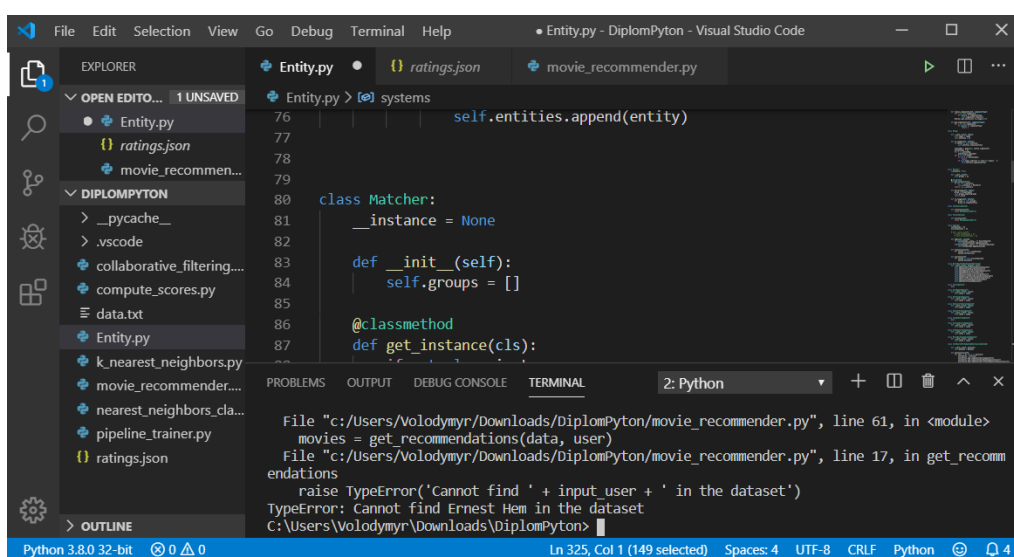 File Edit Selection View Go Debug Terminal Help ● Entity.py - DiplomPyton - Visual Studio Code
EXPLORER
Entity.py ● {} ratings.json movie_recommender.py
OPEN EDITO... 1 UNSAVED
● Entity.py
{} ratings.json
movie_recommen...
DIPLOMPYTON
> __pycache__
> .vscode
collaborative_filtering....
compute_scores.py
data.txt
Entity.py
k_nearest_neighbors.py
movie_recommender....
nearest_neighbors_cla...
pipeline_trainer.py
{} ratings.json
> OUTLINE
1
Entity.py > systems
76 self.entities.append(entity)
77
78
79
80 class Matcher:
81 __instance = None
82
83 def __init__(self):
84 self.groups = []
85
86 @classmethod
87 def get_instance(cls):
PROBLEMS OUTPUT DEBUG CONSOLE TERMINAL 2: Python
File "c:/Users/Volodymyr/Downloads/DiplomPyton/movie_recommender.py", line 61, in <module>
movies = get_recommendations(data, user)
File "c:/Users/Volodymyr/Downloads/DiplomPyton/movie_recommender.py", line 17, in get_recomm
endations
raise TypeError('Cannot find ' + input_user + ' in the dataset')
TypeError: Cannot find Ernest Hem in the dataset
C:\Users\Volodymyr\Downloads\DiplomPyton>
Python 3.8.0 32-bit 0 0 Ln 325, Col 1 (149 selected) Spaces: 4 UTF-8 CRLF Python 4